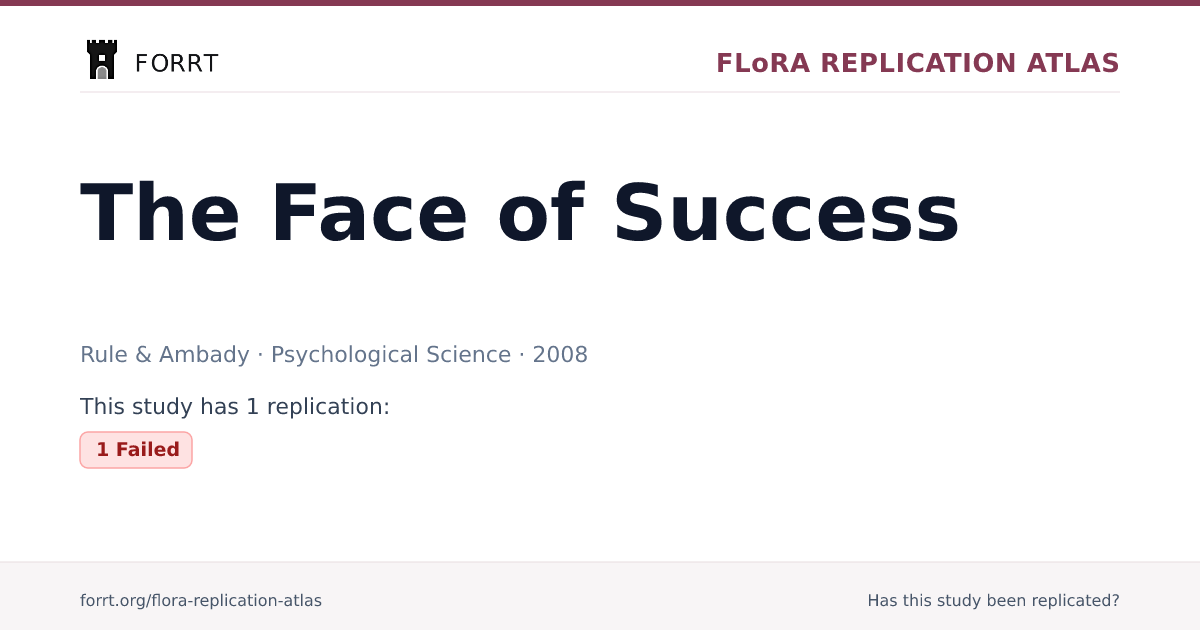 FORRT
FLoRA REPLICATION ATLAS
The Face of Success
Rule & Ambady · Psychological Science · 2008
This study has 1 replication:
1 Failed
forrt.org/flora-replication-atlas
Has this study been replicated?